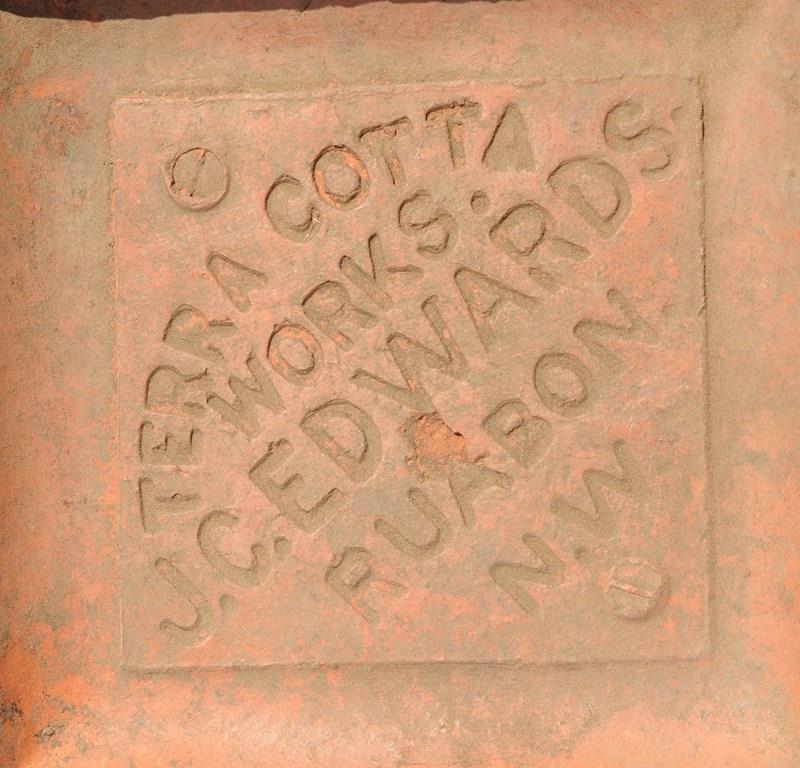 TERRA COTTA
WORKS.
J.C. EDWARDS.
RUABON
N.W